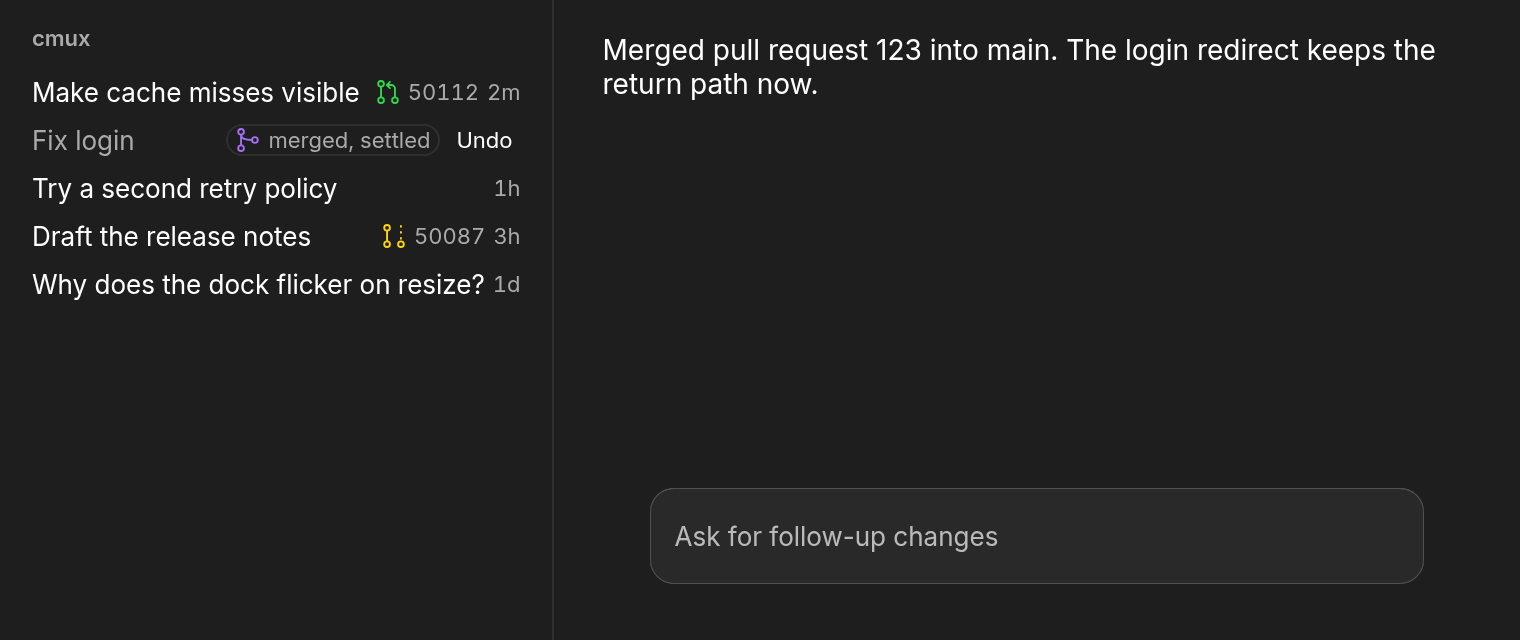 cmux
Make cache misses visible 50112 2m
Fix login merged, settled Undo
Try a second retry policy 1h
Draft the release notes 50087 3h
Why does the dock flicker on resize? 1d
Merged pull request 123 into main. The login redirect keeps the
return path now.
Ask for follow-up changes